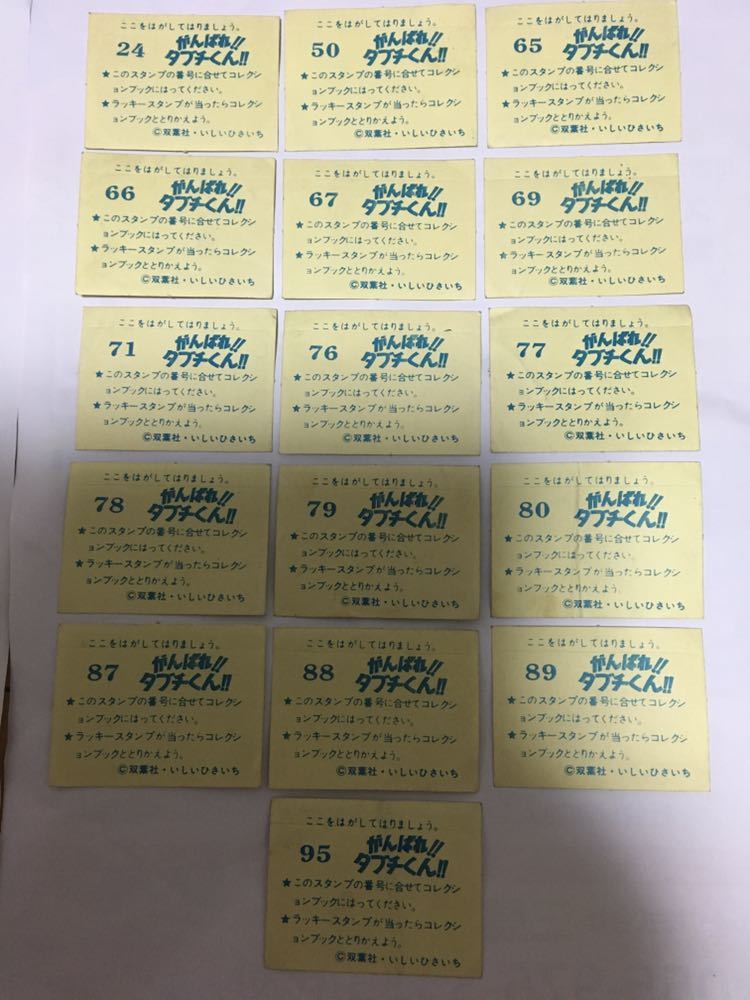 ここをはがしてはりましょう。
24 がんばれ!!
タブチくん!!
★このスタンプの番号に合せてコレクシ
ョンブックにはってください。
★ラッキースタンプが当ったらコレクシ
ョンブックととりかえよう。
©双葉社・いしいひさいち
ここをはがしてはりましょう。
50 がんばれ!!
タブチくん!!
★このスタンプの番号に合せてコレクシ
ョンブックにはってください。
★ラッキースタンプが当ったらコレクシ
ョンブックととりかえよう。
©双葉社・いしいひさいち
ここをはがしてはりましょう。
65 がんばれ!!
タブチくん!!
★このスタンプの番号に合せてコレクシ
ョンブックにはってください。
★ラッキースタンプが当ったらコレクシ
ョンブックととりかえよう。
©双葉社・いしいひさいち
ここをはがしてはりましょう。
66 がんばれ!!
タブチくん!!
★このスタンプの番号に合せてコレクシ
ョンブックにはってください。
★ラッキースタンプが当ったらコレクシ
ョンブックととりかえよう。
©双葉社・いしいひさいち
ここをはがしてはりましょう。
67 がんばれ!!
タブチくん!!
★このスタンプの番号に合せてコレクシ
ョンブックにはってください。
★ラッキースタンプが当ったらコレクシ
ョンブックととりかえよう。
©双葉社・いしいひさいち
ここをはがしてはりましょう。
69 がんばれ!!
タブチくん!!
★このスタンプの番号に合せてコレクシ
ョンブックにはってください。
★ラッキースタンプが当ったらコレクシ
ョンブックととりかえよう。
©双葉社・いしいひさいち
ここをはがしてはりましょう。
71 がんばれ!!
タブチくん!!
★このスタンプの番号に合せてコレクシ
ョンブックにはってください。
★ラッキースタンプが当ったらコレクシ
ョンブックととりかえよう。
©双葉社・いしいひさいち
ここをはがしてはりましょう。
76 がんばれ!!
タブチくん!!
★このスタンプの番号に合せてコレクシ
ョンブックにはってください。
★ラッキースタンプが当ったらコレクシ
ョンブックととりかえよう。
©双葉社・いしいひさいち
ここをはがしてはりましょう。
77 がんばれ!!
タブチくん!!
★このスタンプの番号に合せてコレクシ
ョンブックにはってください。
★ラッキースタンプが当ったらコレクシ
ョンブックととりかえよう。
©双葉社・いしいひさいち
ここをはがしてはりましょう。
78 がんばれ!!
タブチくん!!
★このスタンプの番号に合せてコレクシ
ョンブックにはってください。
★ラッキースタンプが当ったらコレクシ
ョンブックととりかえよう。
©双葉社・いしいひさいち
ここをはがしてはりましょう。
79 がんばれ!!
タブチくん!!
★このスタンプの番号に合せてコレクシ
ョンブックにはってください。
★ラッキースタンプが当ったらコレクシ
ョンブックととりかえよう。
©双葉社・いしいひさいち
ここをはがしてはりましょう。
80 がんばれ!!
タブチくん!!
★このスタンプの番号に合せてコレクシ
ョンブックにはってください。
★ラッキースタンプが当ったらコレクシ
ョンブックととりかえよう。
©双葉社・いしいひさいち
ここをはがしてはりましょう。
87 がんばれ!!
タブチくん!!
★このスタンプの番号に合せてコレクシ
ョンブックにはってください。
★ラッキースタンプが当ったらコレクシ
ョンブックととりかえよう。
©双葉社・いしいひさいち
ここをはがしてはりましょう。
88 がんばれ!!
タブチくん!!
★このスタンプの番号に合せてコレクシ
ョンブックにはってください。
★ラッキースタンプが当ったらコレクシ
ョンブックととりかえよう。
©双葉社・いしいひさいち
ここをはがしてはりましょう。
89 がんばれ!!
タブチくん!!
★このスタンプの番号に合せてコレクシ
ョンブックにはってください。
★ラッキースタンプが当ったらコレクシ
ョンブックととりかえよう。
©双葉社・いしいひさいち
ここをはがしてはりましょう。
95 がんばれ!!
タブチくん!!
★このスタンプの番号に合せてコレクシ
ョンブックにはってください。
★ラッキースタンプが当ったらコレクシ
ョンブックととりかえよう。
©双葉社・いしいひさいち